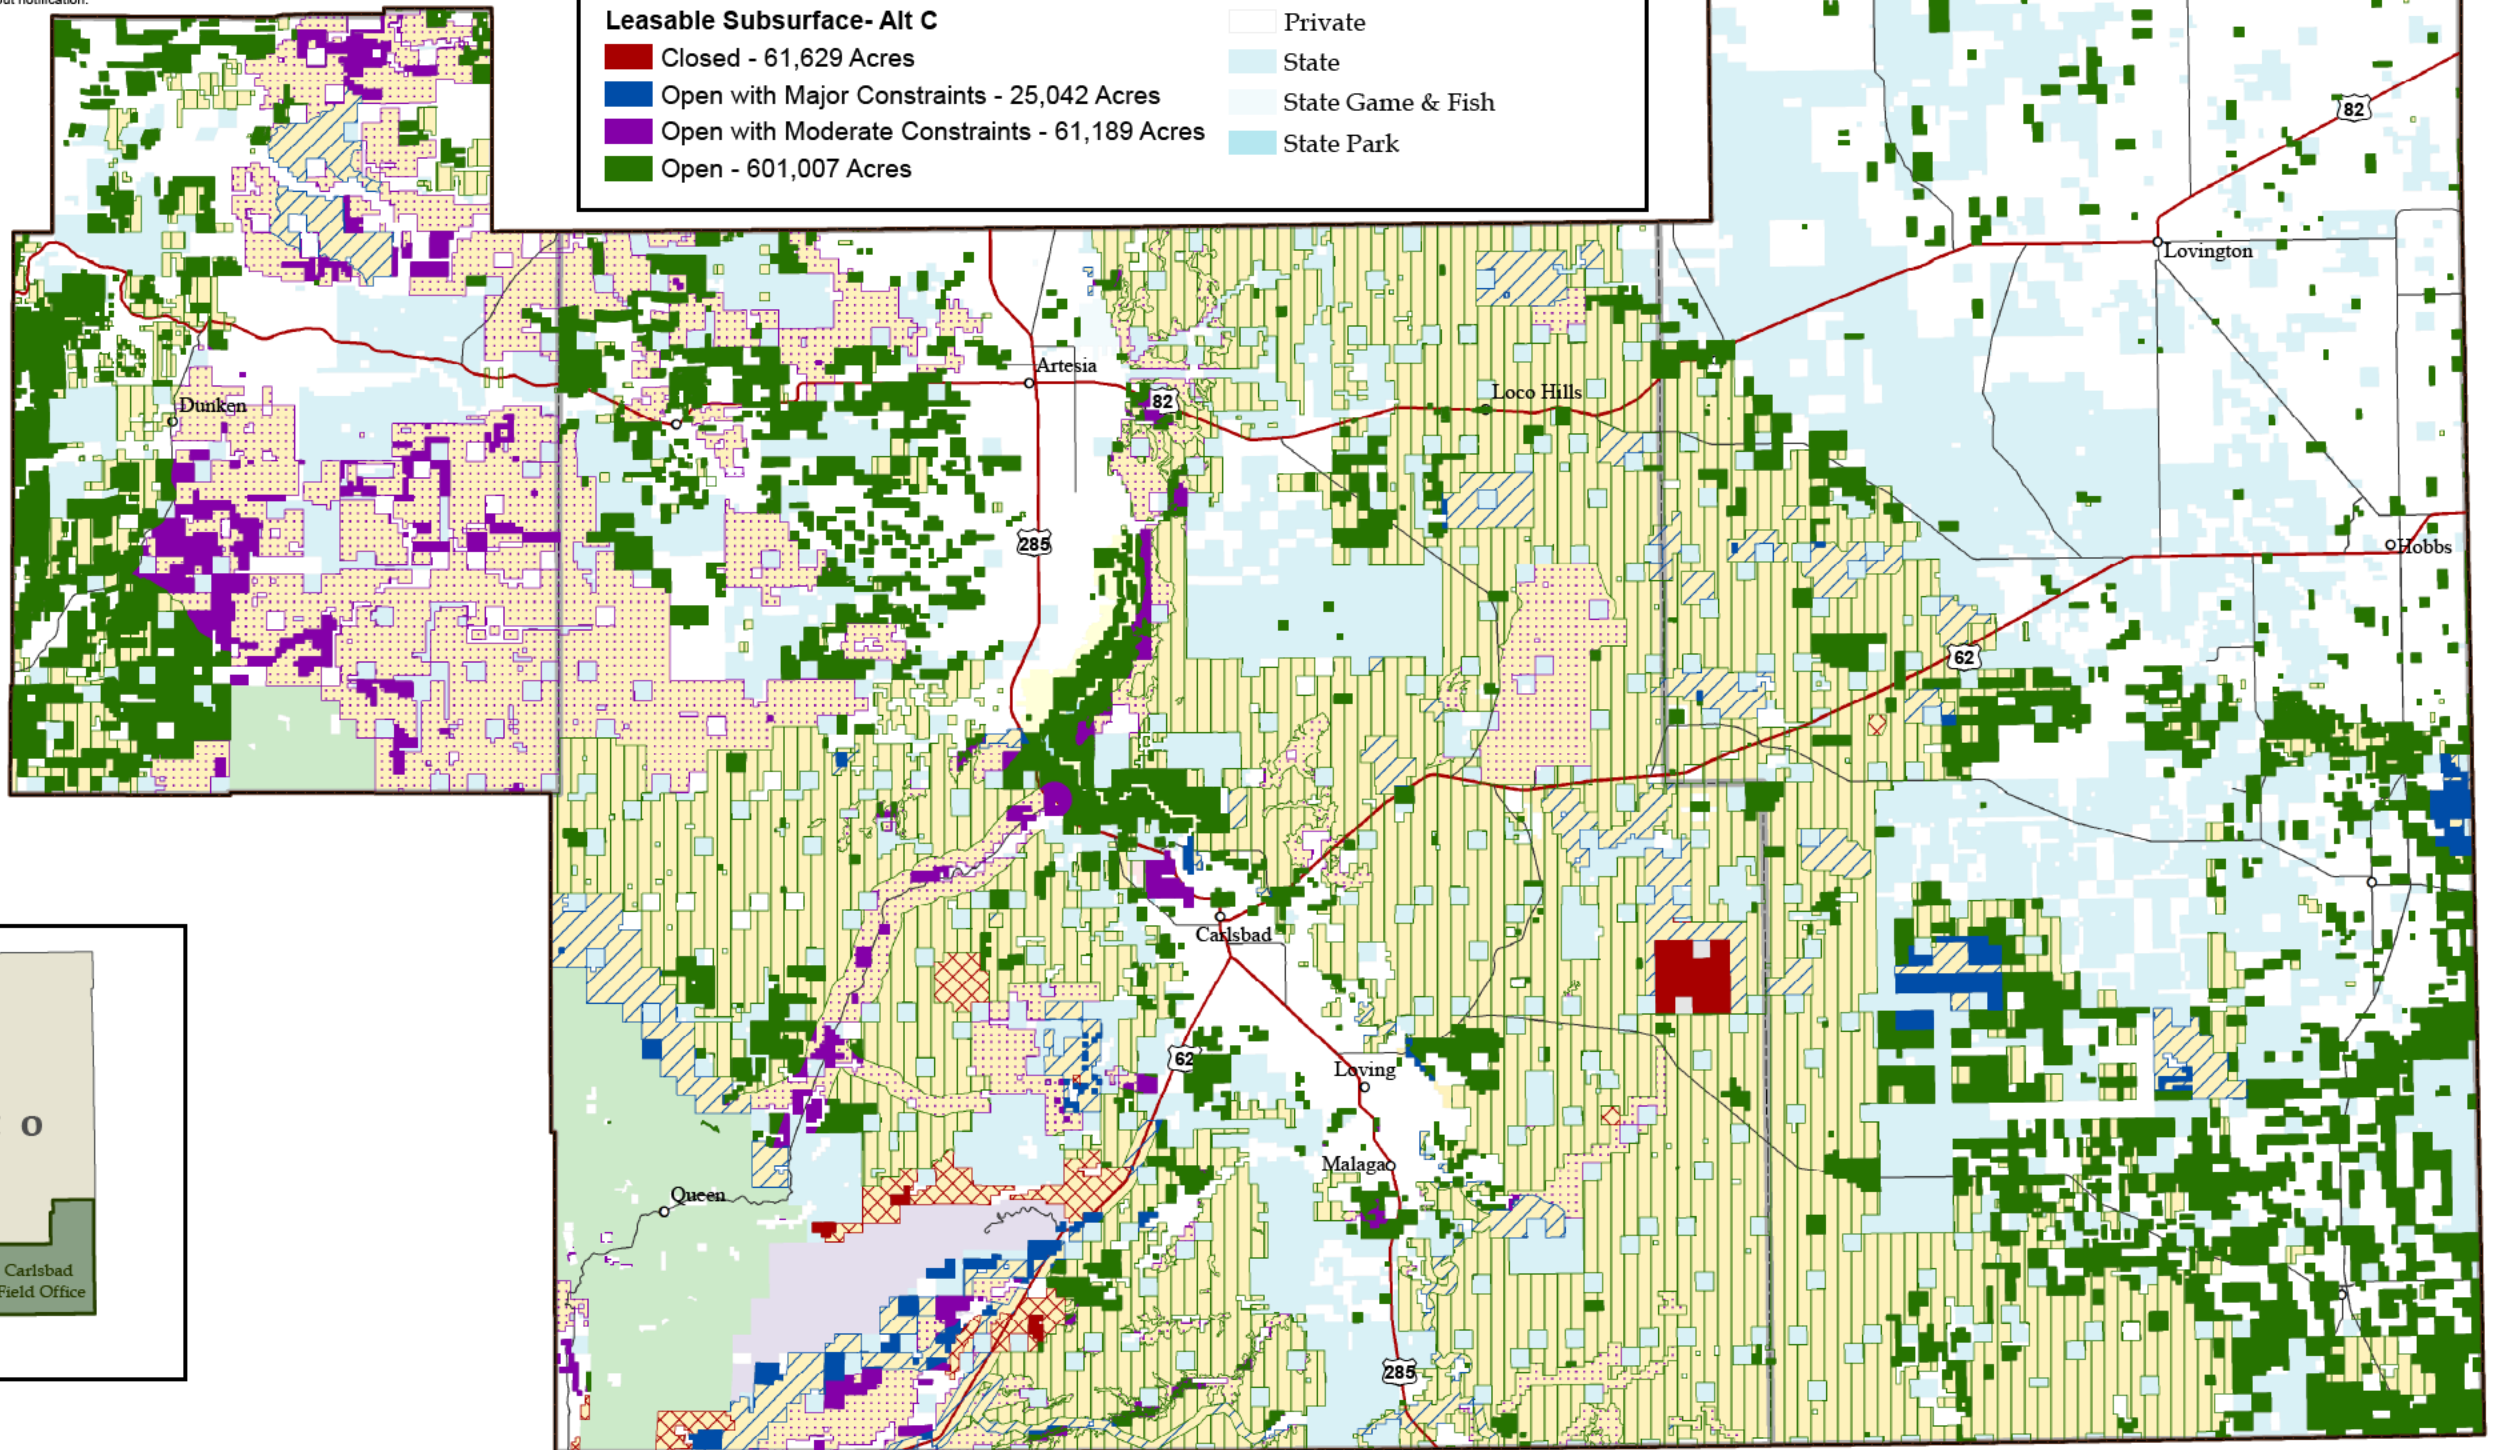 out notification.
Leasable Subsurface- Alt C
Closed - 61,629 Acres
Open with Major Constraints - 25,042 Acres
Open with Moderate Constraints - 61,189 Acres
Open - 601,007 Acres
Private
State
State Game & Fish
State Park
82
Lovington
Artesia
82
Loco Hills
Dunken
285
Hobbs
62
Carlsbad
62
Loving
Malaga
Queen
285
O
Carlsbad
Field Office